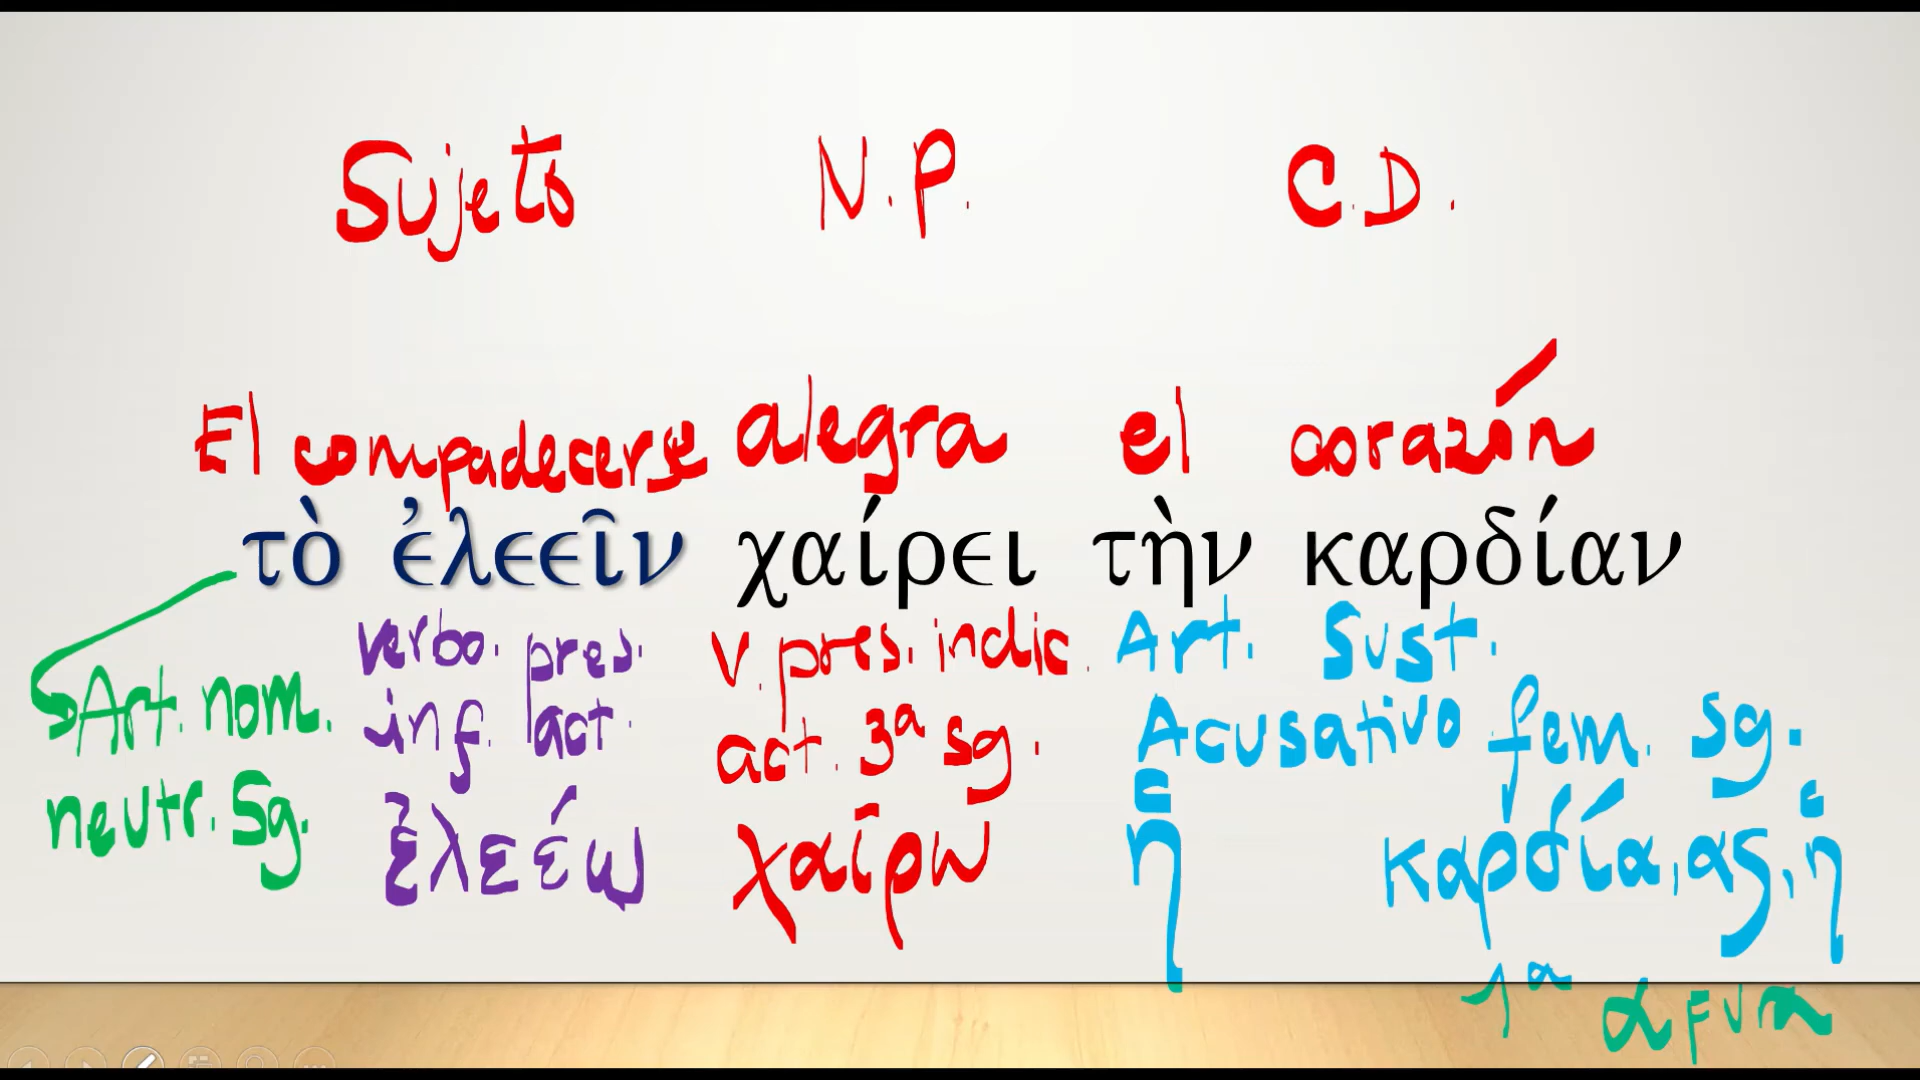 Sujeto N.P. C.D.
El compadecerse alegra el corazón
τὸ ἐλεεῖν χαίρει τὴν καρδίαν
Art. nom. neutr. Sg.
verbo. pres. inf. act.
ἐλεέω
v. pres. indic. act. 3ª sg.
χαίρω
Art. Sust.
Acusativo fem. sg.
ἡ καρδία, ας, ἡ
1ª α pura